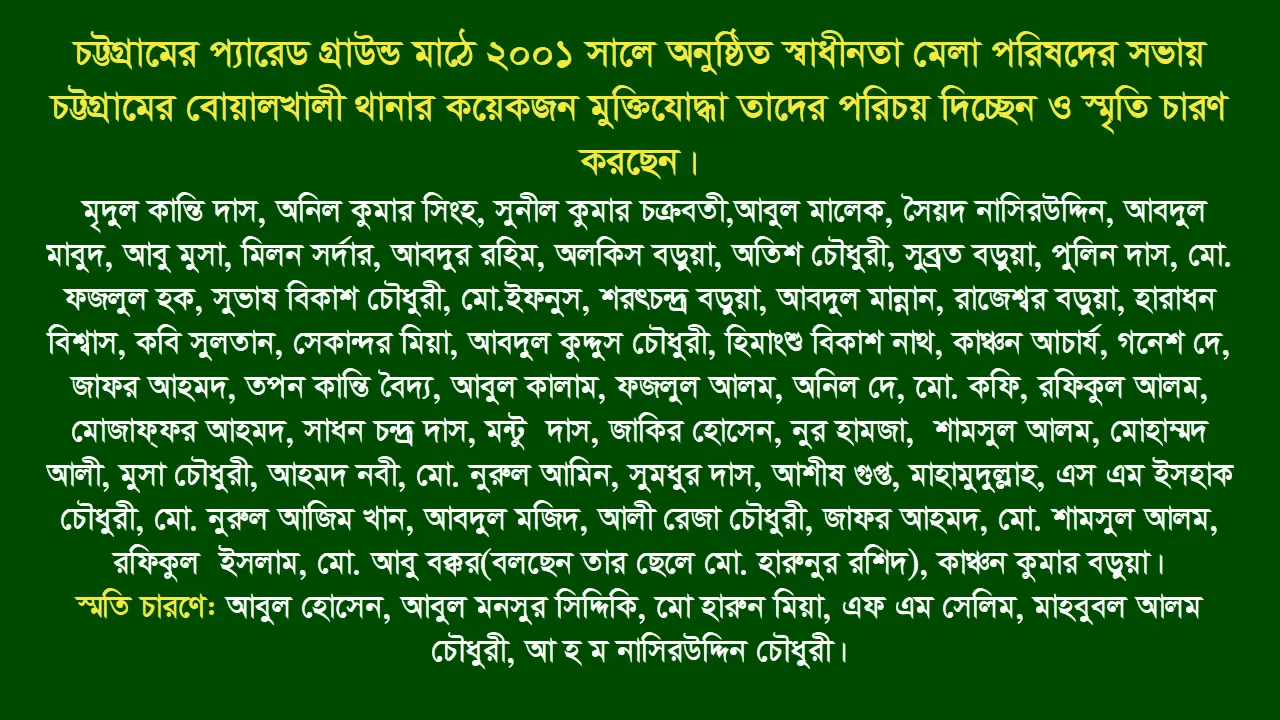 চট্টগ্রামের প্যারেড গ্রাউন্ড মাঠে ২০০১ সালে অনুষ্ঠিত স্বাধীনতা মেলা পরিষদের সভায়
চট্টগ্রামের বোয়ালখালী থানার কয়েকজন মুক্তিযোদ্ধা তাদের পরিচয় দিচ্ছেন ও স্মৃতি চারণ
করছেন।
মৃদুল কান্তি দাস, অনিল কুমার সিংহ, সুনীল কুমার চক্রবতী,আবুল মালেক, সৈয়দ নাসিরউদ্দিন, আবদুল
মাবুদ, আবু মুসা, মিলন সর্দার, আবদুর রহিম, অলকিস বড়ুয়া, অতিশ চৌধুরী, সুব্রত বড়ুয়া, পুলিন দাস, মো.
ফজলুল হক, সুভাষ বিকাশ চৌধুরী, মো.ইফনুস, শরৎচন্দ্র বড়ুয়া, আবদুল মান্নান, রাজেশ্বর বড়ুয়া, হারাধন
বিশ্বাস, কবি সুলতান, সেকান্দর মিয়া, আবদুল কুদ্দুস চৌধুরী, হিমাংশু বিকাশ নাথ, কাঞ্চন আচার্য, গনেশ দে,
জাফর আহমদ, তপন কান্তি বৈদ্য, আবুল কালাম, ফজলুল আলম, অনিল দে, মো. কফি, রফিকুল আলম,
মোজাফ্ফর আহমদ, সাধন চন্দ্র দাস, মন্টু দাস, জাকির হোসেন, নুর হামজা, শামসুল আলম, মোহাম্মদ
আলী, মুসা চৌধুরী, আহমদ নবী, মো. নুরুল আমিন, সুমধুর দাস, আশীষ গুপ্ত, মাহামুদুল্লাহ, এস এম ইসহাক
চৌধুরী, মো. নুরুল আজিম খান, আবদুল মজিদ, আলী রেজা চৌধুরী, জাফর আহমদ, মো. শামসুল আলম,
রফিকুল ইসলাম, মো. আবু বক্কর(বলছেন তার ছেলে মো. হারুনুর রশিদ), কাঞ্চন কুমার বড়ুয়া।
স্মতি চারণে: আবুল হোসেন, আবুল মনসুর সিদ্দিকি, মো হারুন মিয়া, এফ এম সেলিম, মাহবুবল আলম
চৌধুরী, আ হ ম নাসিরউদ্দিন চৌধুরী।